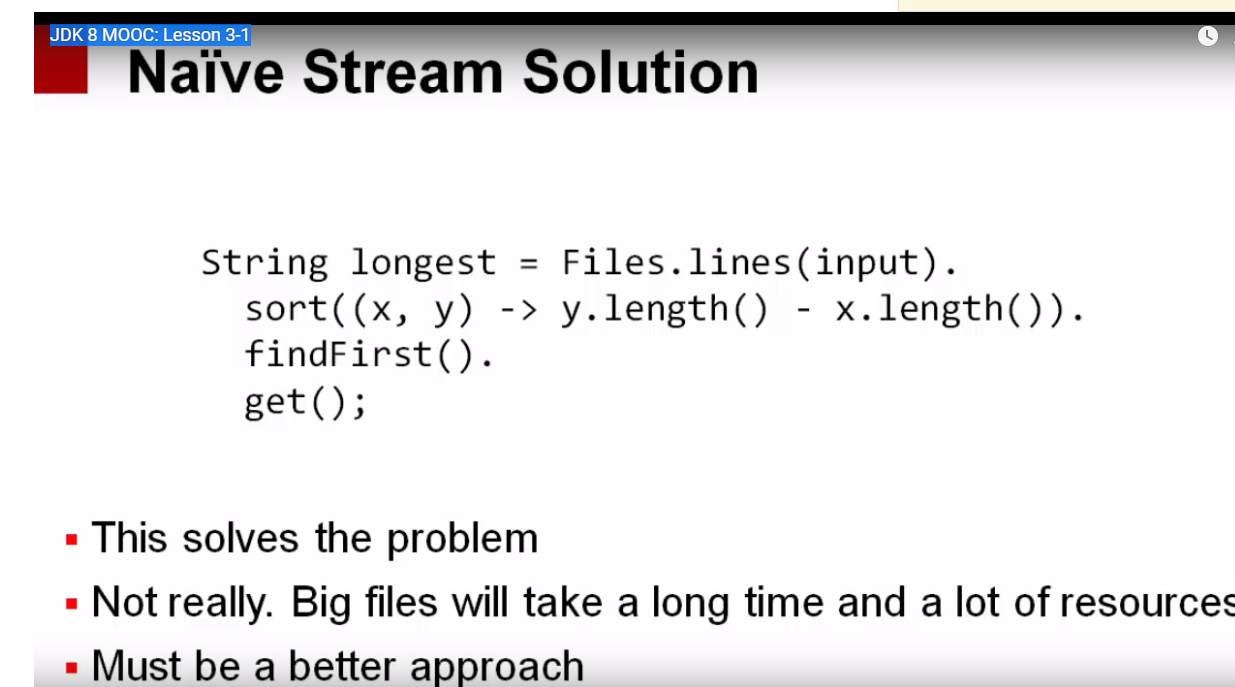 JDK 8 MOOC: Lesson 3-1
Naïve Stream Solution
String longest = Files.lines(input).
sort((x, y) -> y.length() - x.length()).
findFirst().
get();
This solves the problem
Not really. Big files will take a long time and a lot of resources
Must be a better approach